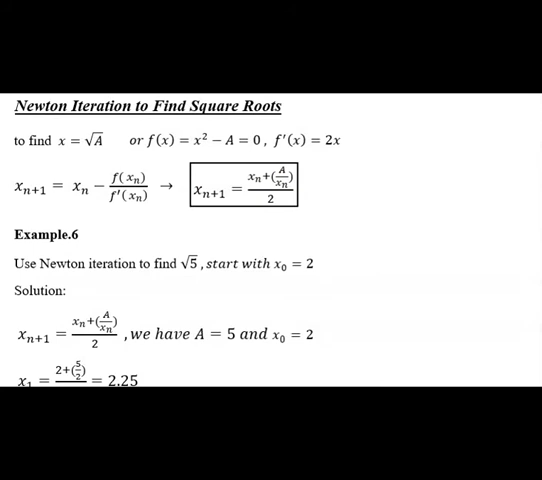 Newton Iteration to Find Square Roots
to find x = √A or f(x) = x² − A = 0 , f′(x) = 2x
xₙ₊₁ = xₙ − f(xₙ)/f′(xₙ) → xₙ₊₁ = (xₙ+(A/xₙ))/2
Example.6
Use Newton iteration to find √5 , start with x₀ = 2
Solution:
xₙ₊₁ = (xₙ+(A/xₙ))/2 , we have A = 5 and x₀ = 2
x₁ = (2+(5/2))/2 = 2.25